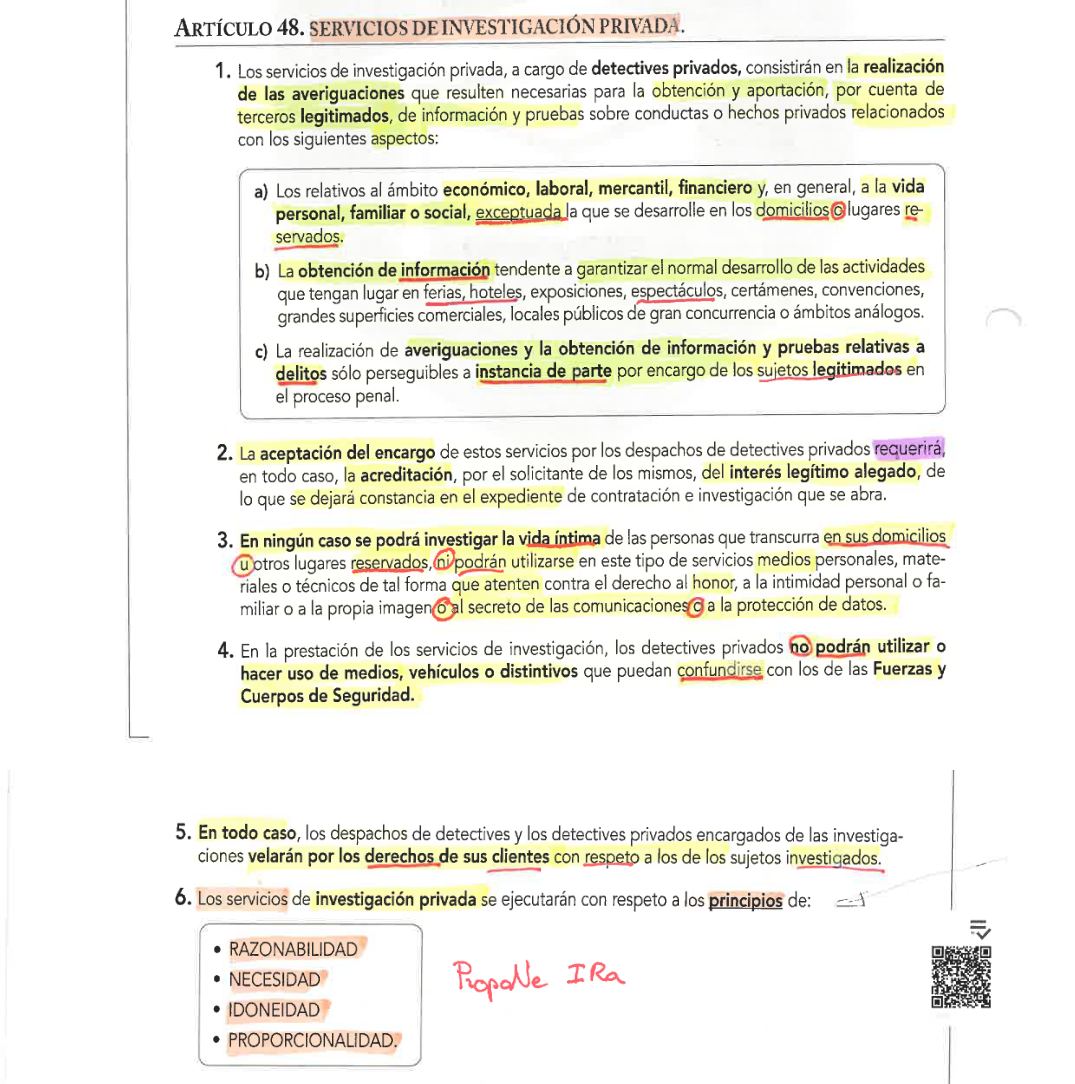 ARTÍCULO 48. SERVICIOS DE INVESTIGACIÓN PRIVADA.
1. Los servicios de investigación privada, a cargo de detectives privados, consistirán en la realización
de las averiguaciones que resulten necesarias para la obtención y aportación, por cuenta de
terceros legitimados, de información y pruebas sobre conductas o hechos privados relacionados
con los siguientes aspectos:
a) Los relativos al ámbito económico, laboral, mercantil, financiero y, en general, a la vida
personal, familiar o social, exceptuada la que se desarrolle en los domicilios o lugares re-
servados.
b) La obtención de información tendente a garantizar el normal desarrollo de las actividades
que tengan lugar en ferias, hoteles, exposiciones, espectáculos, certámenes, convenciones,
grandes superficies comerciales, locales públicos de gran concurrencia o ámbitos análogos.
c) La realización de averiguaciones y la obtención de información y pruebas relativas a
delitos sólo perseguibles a instancia de parte por encargo de los sujetos legitimados en
el proceso penal.
2. La aceptación del encargo de estos servicios por los despachos de detectives privados requerirá,
en todo caso, la acreditación, por el solicitante de los mismos, del interés legítimo alegado, de
lo que se dejará constancia en el expediente de contratación e investigación que se abra.
3. En ningún caso se podrá investigar la vida íntima de las personas que transcurra en sus domicilios
u otros lugares reservados, ni podrán utilizarse en este tipo de servicios medios personales, mate-
riales o técnicos de tal forma que atenten contra el derecho al honor, a la intimidad personal o fa-
miliar o a la propia imagen o al secreto de las comunicaciones o a la protección de datos.
4. En la prestación de los servicios de investigación, los detectives privados no podrán utilizar o
hacer uso de medios, vehículos o distintivos que puedan confundirse con los de las Fuerzas y
Cuerpos de Seguridad.
5. En todo caso, los despachos de detectives y los detectives privados encargados de las investiga-
ciones velarán por los derechos de sus clientes con respeto a los de los sujetos investigados.
6. Los servicios de investigación privada se ejecutarán con respeto a los principios de:
• RAZONABILIDAD
• NECESIDAD
• IDONEIDAD
• PROPORCIONALIDAD.
PropoNe IRa